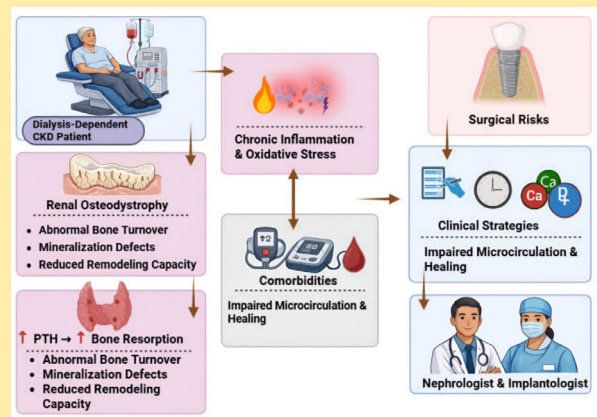 Dialysis-Dependent
CKD Patient
Renal Osteodystrophy
• Abnormal Bone Turnover
• Mineralization Defects
• Reduced Remodeling Capacity
↑ PTH → ↑ Bone Resorption
• Abnormal Bone Turnover
• Mineralization Defects
• Reduced Remodeling
Capacity
Chronic Inflammation
& Oxidative Stress
Comorbidities
Impaired Microcirculation &
Healing
Surgical Risks
Ca
Ca
Clinical Strategies
Impaired Microcirculation &
Healing
Nephrologist & Implantologist